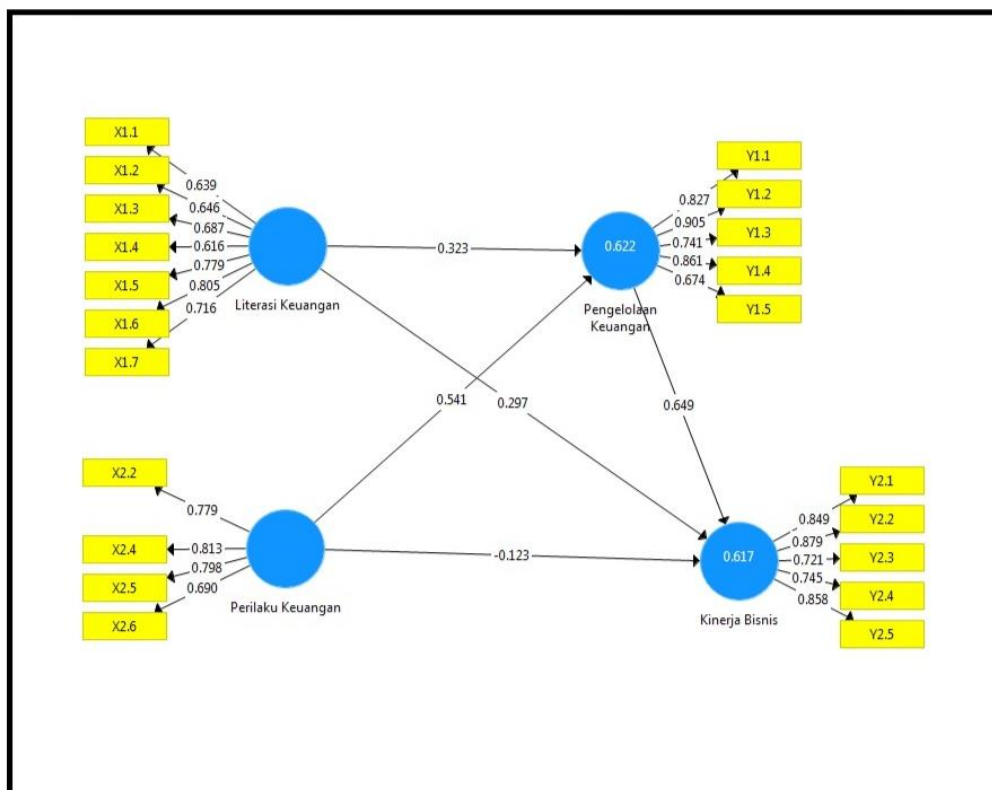 X1.1
X1.2
X1.3
X1.4
X1.5
X1.6
X1.7
0.639
0.646
0.687
0.616
0.779
0.805
0.716
Literasi Keuangan
0.323
0.622
Pengelolaan
Keuangan
0.827
0.905
0.741
0.861
0.674
Y1.1
Y1.2
Y1.3
Y1.4
Y1.5
0.541
0.297
0.649
X2.2
X2.4
X2.5
X2.6
0.779
0.813
0.798
0.690
Perilaku Keuangan
-0.123
0.617
Kinerja Bisnis
0.849
0.879
0.721
0.745
0.858
Y2.1
Y2.2
Y2.3
Y2.4
Y2.5